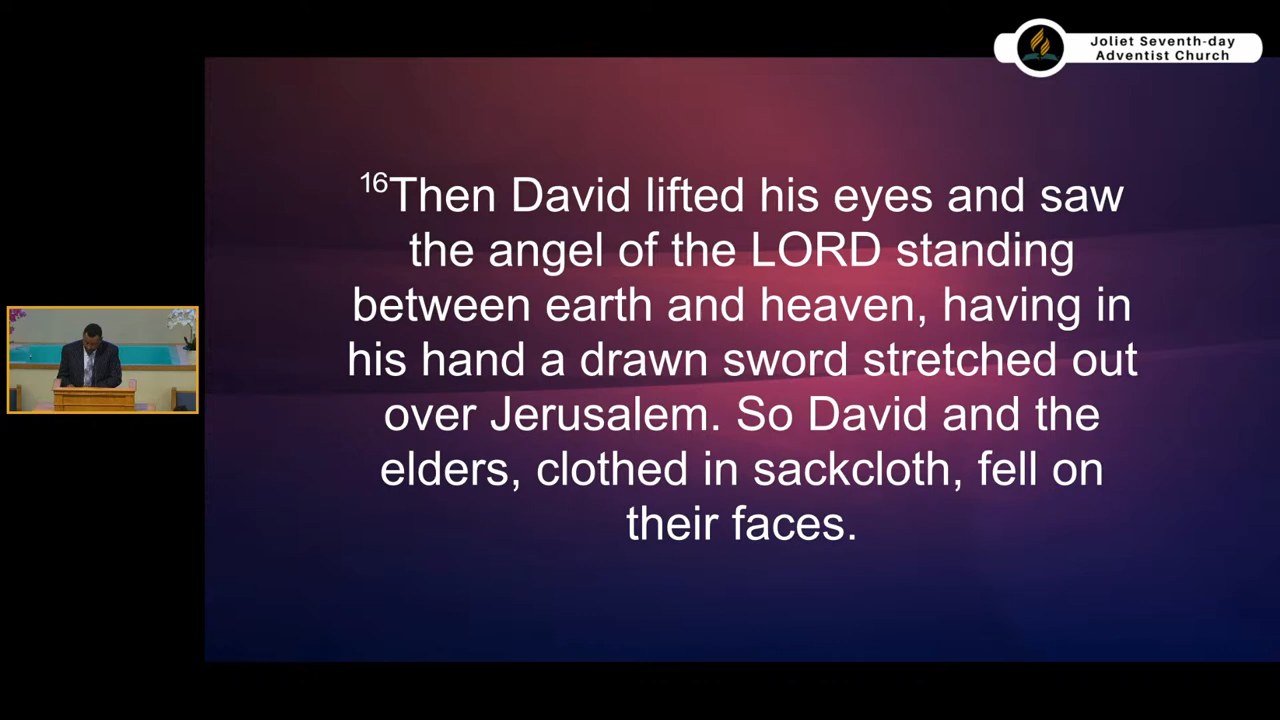 Joliet Seventh-day
Adventist Church
16Then David lifted his eyes and saw
the angel of the LORD standing
between earth and heaven, having in
his hand a drawn sword stretched out
over Jerusalem. So David and the
elders, clothed in sackcloth, fell on
their faces.